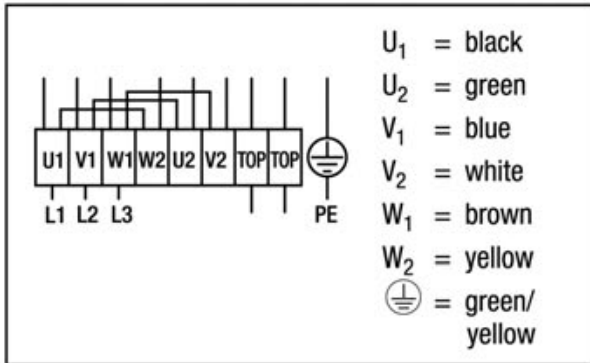 U1 V1 W1 W2 U2 V2 TOP TOP
L1 L2 L3 PE
U₁ = black
U₂ = green
V₁ = blue
V₂ = white
W₁ = brown
W₂ = yellow
⏚ = green/
yellow